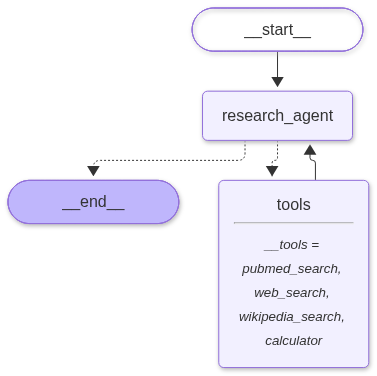 __start__
research_agent
__end__
tools
__tools =
pubmed_search,
web_search,
wikipedia_search,
calculator